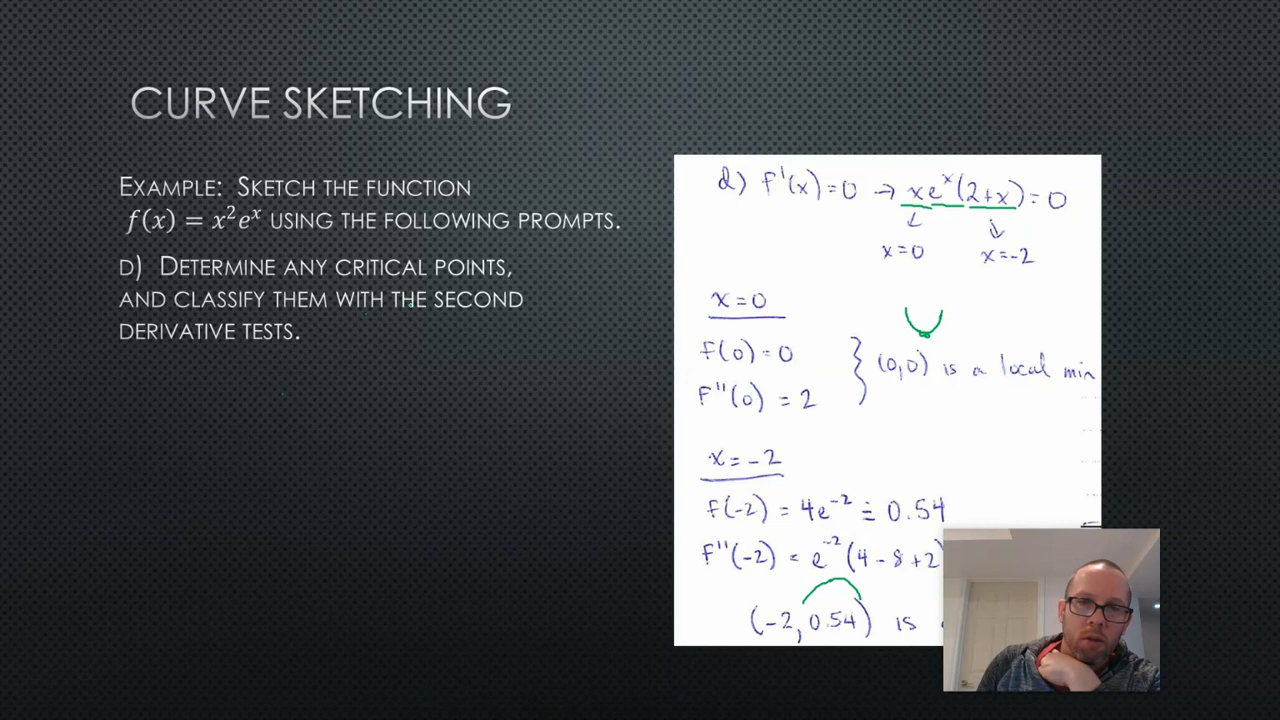 CURVE SKETCHING
EXAMPLE: SKETCH THE FUNCTION
f(x) = x²eˣ USING THE FOLLOWING PROMPTS.
D) DETERMINE ANY CRITICAL POINTS,
AND CLASSIFY THEM WITH THE SECOND
DERIVATIVE TESTS.
d) f'(x)=0 → xeˣ(2+x)=0
x=0 x=-2
x=0
f(0)=0
(0,0) is a local min
f''(0) = 2
x=-2
f(-2) = 4e⁻² ≐ 0.54
f''(-2) = e⁻²(4-8+2)
(-2, 0.54) is